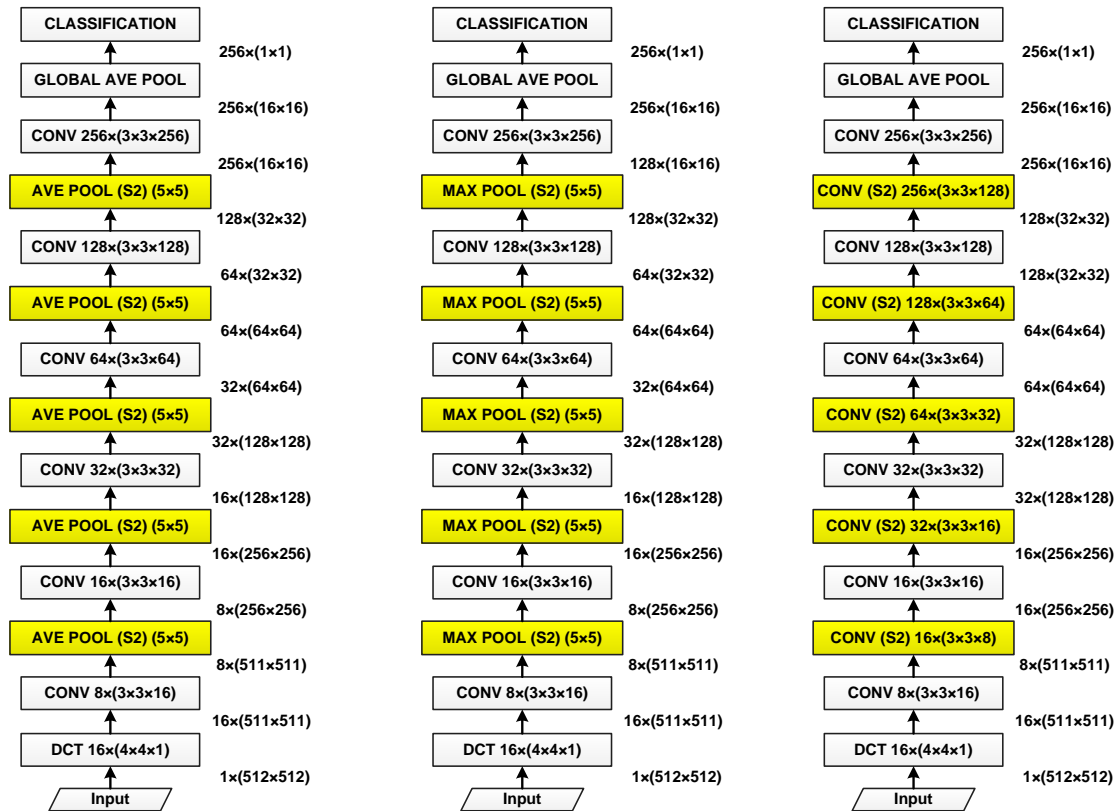 CLASSIFICATION
256×(1×1)
GLOBAL AVE POOL
256×(16×16)
CONV 256×(3×3×256)
256×(16×16)
AVE POOL (S2) (5×5)
128×(32×32)
CONV 128×(3×3×128)
64×(32×32)
AVE POOL (S2) (5×5)
64×(64×64)
CONV 64×(3×3×64)
32×(64×64)
AVE POOL (S2) (5×5)
32×(128×128)
CONV 32×(3×3×32)
16×(128×128)
AVE POOL (S2) (5×5)
16×(256×256)
CONV 16×(3×3×16)
8×(256×256)
AVE POOL (S2) (5×5)
8×(511×511)
CONV 8×(3×3×16)
16×(511×511)
DCT 16×(4×4×1)
1×(512×512)
Input
CLASSIFICATION
256×(1×1)
GLOBAL AVE POOL
256×(16×16)
CONV 256×(3×3×256)
128×(16×16)
MAX POOL (S2) (5×5)
128×(32×32)
CONV 128×(3×3×128)
64×(32×32)
MAX POOL (S2) (5×5)
64×(64×64)
CONV 64×(3×3×64)
32×(64×64)
MAX POOL (S2) (5×5)
32×(128×128)
CONV 32×(3×3×32)
16×(128×128)
MAX POOL (S2) (5×5)
16×(256×256)
CONV 16×(3×3×16)
8×(256×256)
MAX POOL (S2) (5×5)
8×(511×511)
CONV 8×(3×3×16)
16×(511×511)
DCT 16×(4×4×1)
1×(512×512)
Input
CLASSIFICATION
256×(1×1)
GLOBAL AVE POOL
256×(16×16)
CONV 256×(3×3×256)
256×(16×16)
CONV (S2) 256×(3×3×128)
128×(32×32)
CONV 128×(3×3×128)
128×(32×32)
CONV (S2) 128×(3×3×64)
64×(64×64)
CONV 64×(3×3×64)
64×(64×64)
CONV (S2) 64×(3×3×32)
32×(128×128)
CONV 32×(3×3×32)
32×(128×128)
CONV (S2) 32×(3×3×16)
16×(256×256)
CONV 16×(3×3×16)
16×(256×256)
CONV (S2) 16×(3×3×8)
8×(511×511)
CONV 8×(3×3×16)
16×(511×511)
DCT 16×(4×4×1)
1×(512×512)
Input